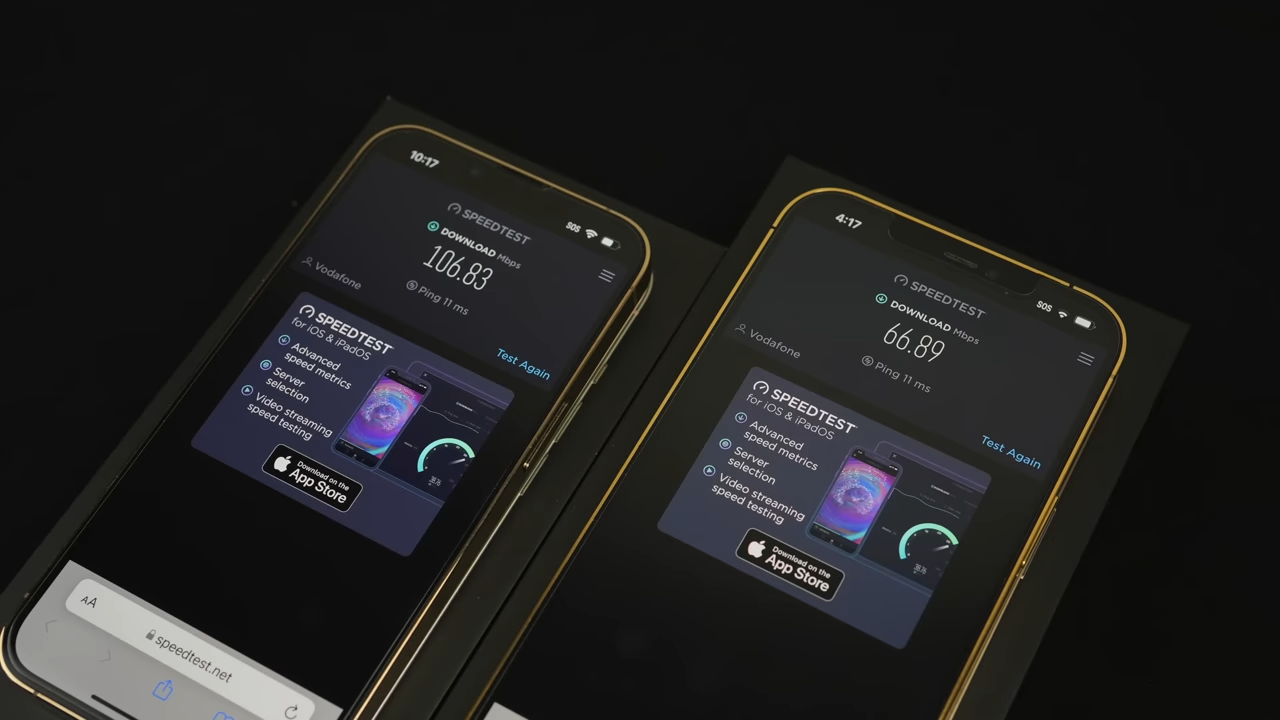 10:17
SOS
SPEEDTEST
DOWNLOAD Mbps
106.83
Ping 11 ms
Vodafone
Test Again
SPEEDTEST
for iOS & iPadOS
Advanced
speed metrics
Server
selection
Video streaming
speed testing
Download on the
App Store
AA
speedtest.net
4:17
SOS
SPEEDTEST
DOWNLOAD Mbps
66.89
Ping 11 ms
Vodafone
Test Again
SPEEDTEST
for iOS & iPadOS
Advanced
speed metrics
Server
selection
Video streaming
speed testing
Download on the
App Store